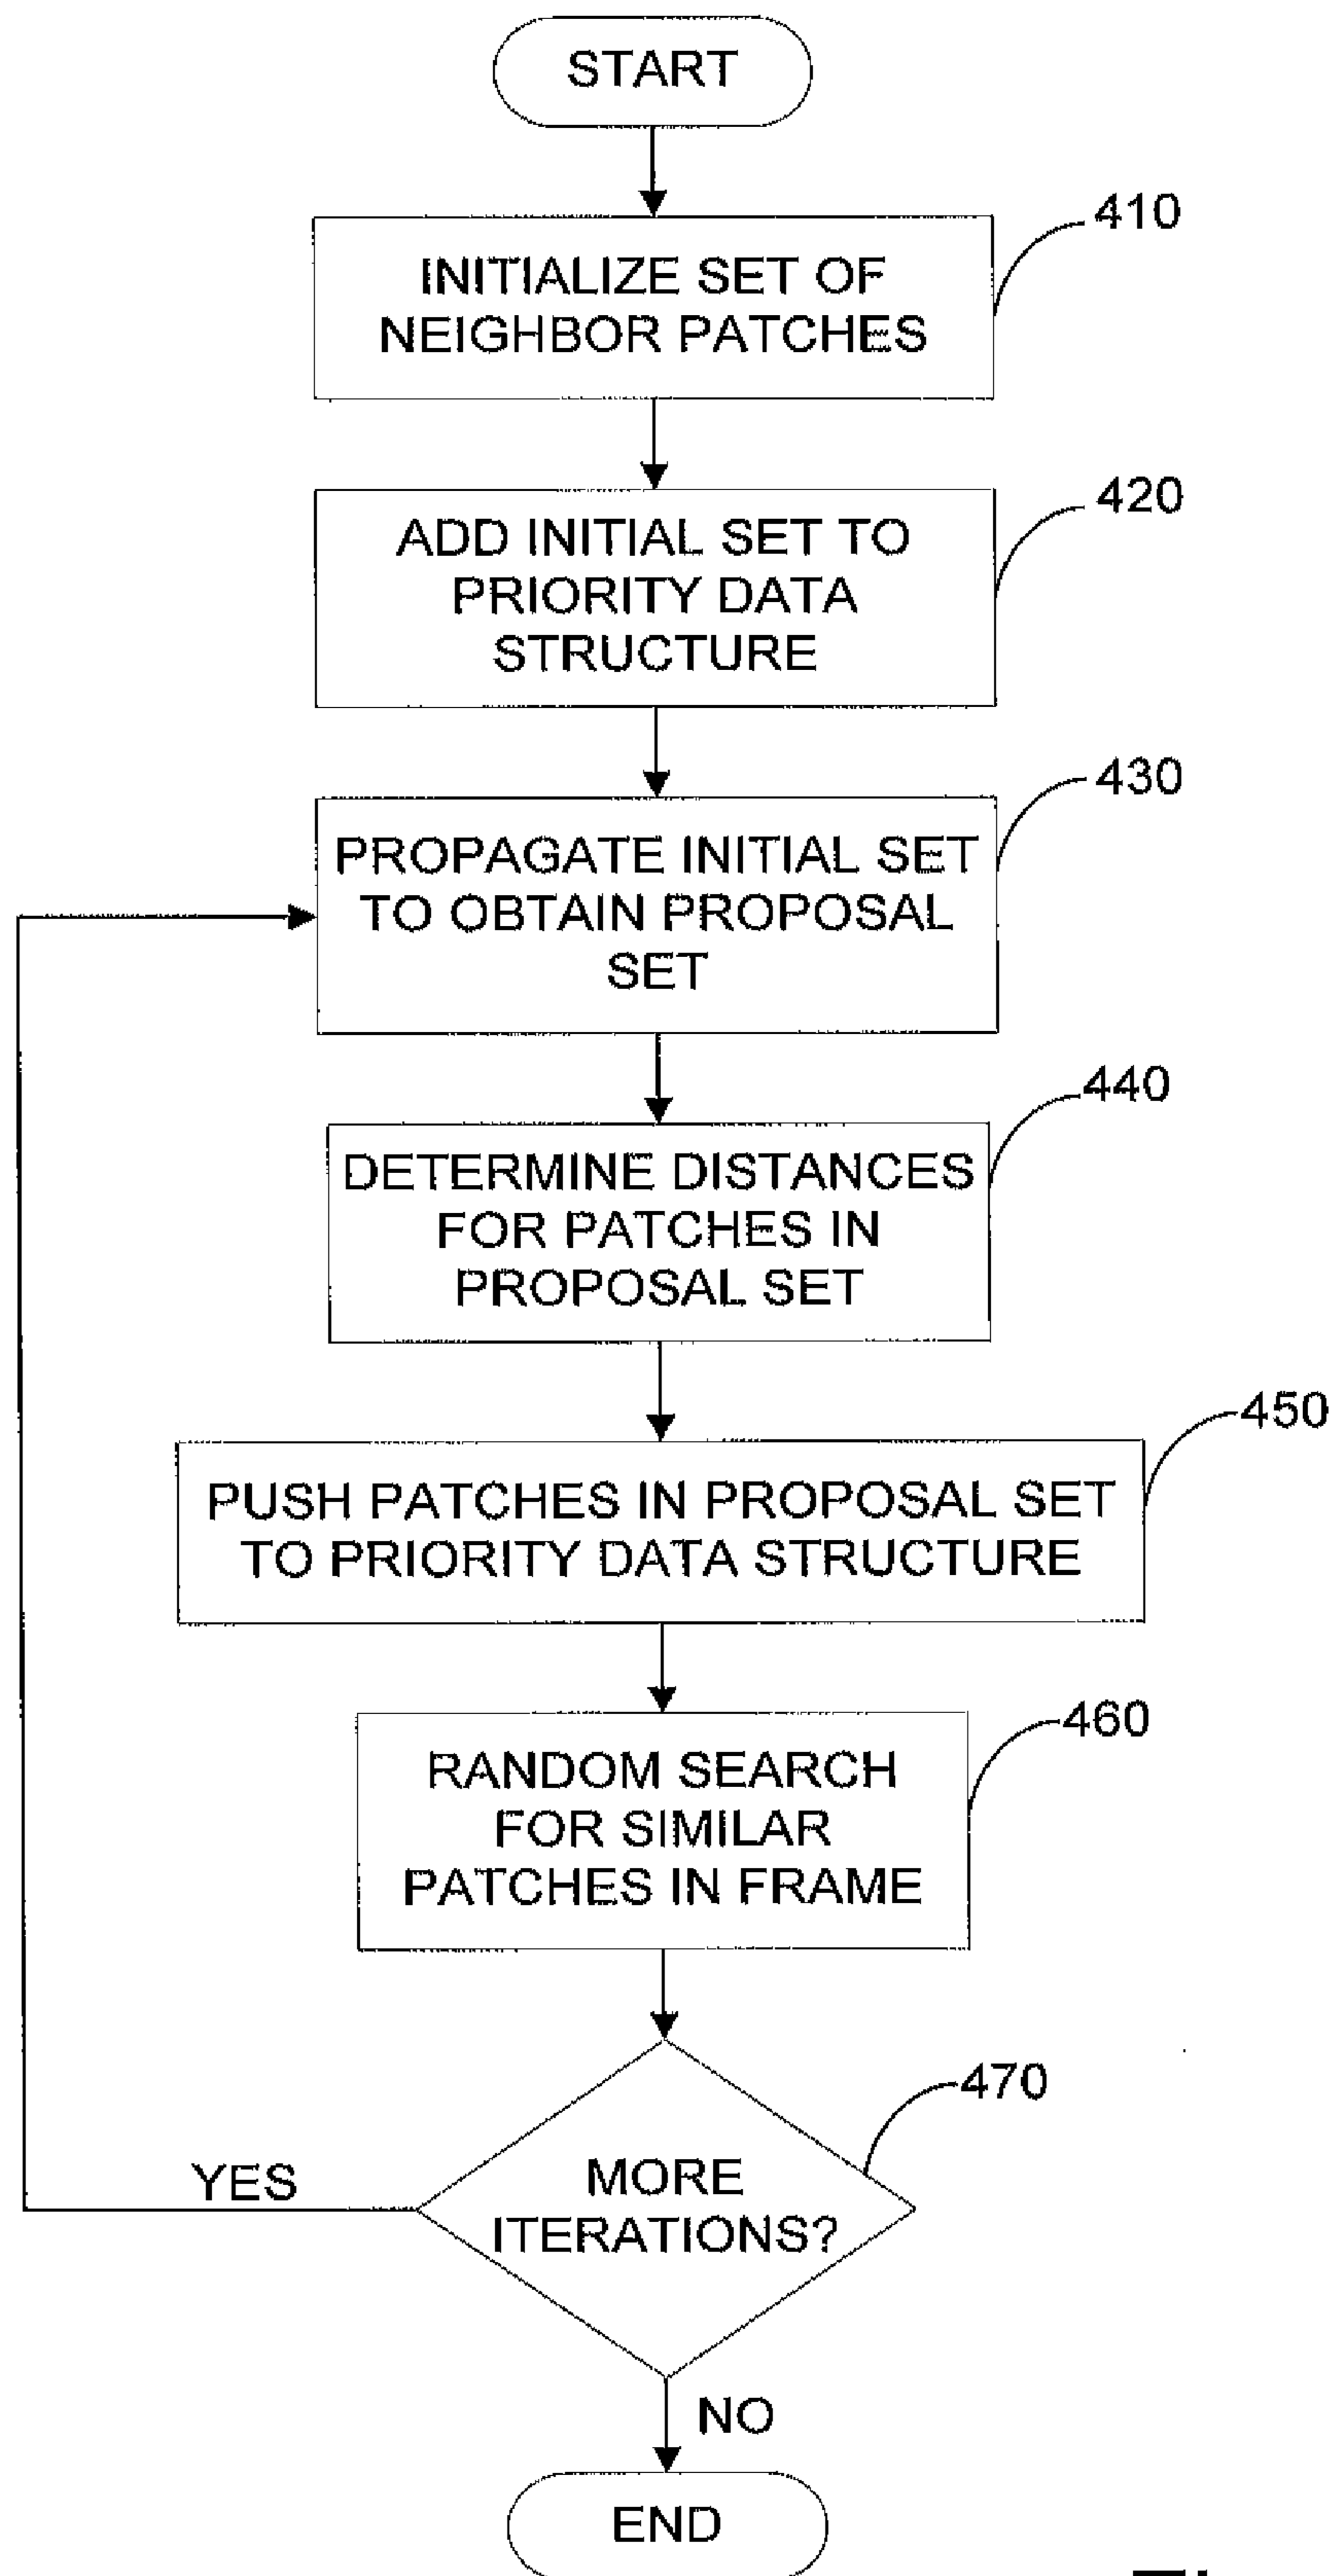 START
410
INITIALIZE SET OF
NEIGHBOR PATCHES
420
ADD INITIAL SET TO
PRIORITY DATA
STRUCTURE
430
PROPAGATE INITIAL SET
TO OBTAIN PROPOSAL
SET
440
DETERMINE DISTANCES
FOR PATCHES IN
PROPOSAL SET
450
PUSH PATCHES IN PROPOSAL SET
TO PRIORITY DATA STRUCTURE
460
RANDOM SEARCH
FOR SIMILAR
PATCHES IN FRAME
470
MORE
ITERATIONS?
YES
NO
END